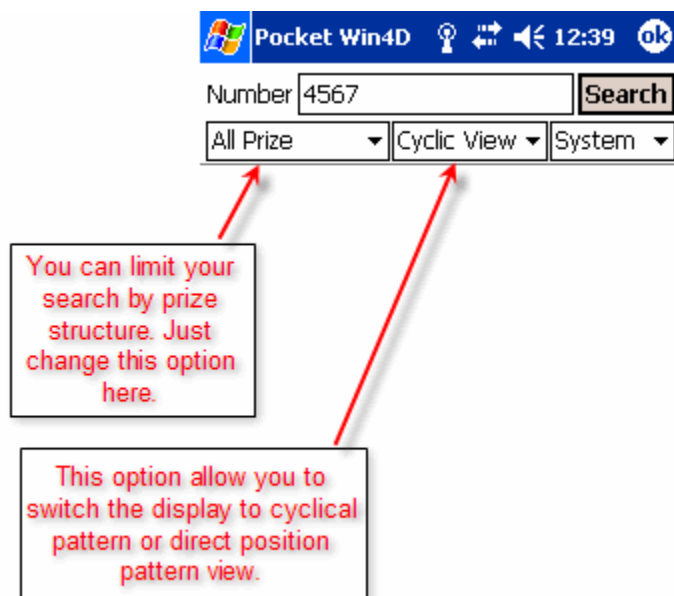 Pocket Win4D 12:39 ok
Number 4567 Search
All Prize Cyclic View System
You can limit your
search by prize
structure. Just
change this option
here.
This option allow you to
switch the display to cyclical
pattern or direct position
pattern view.